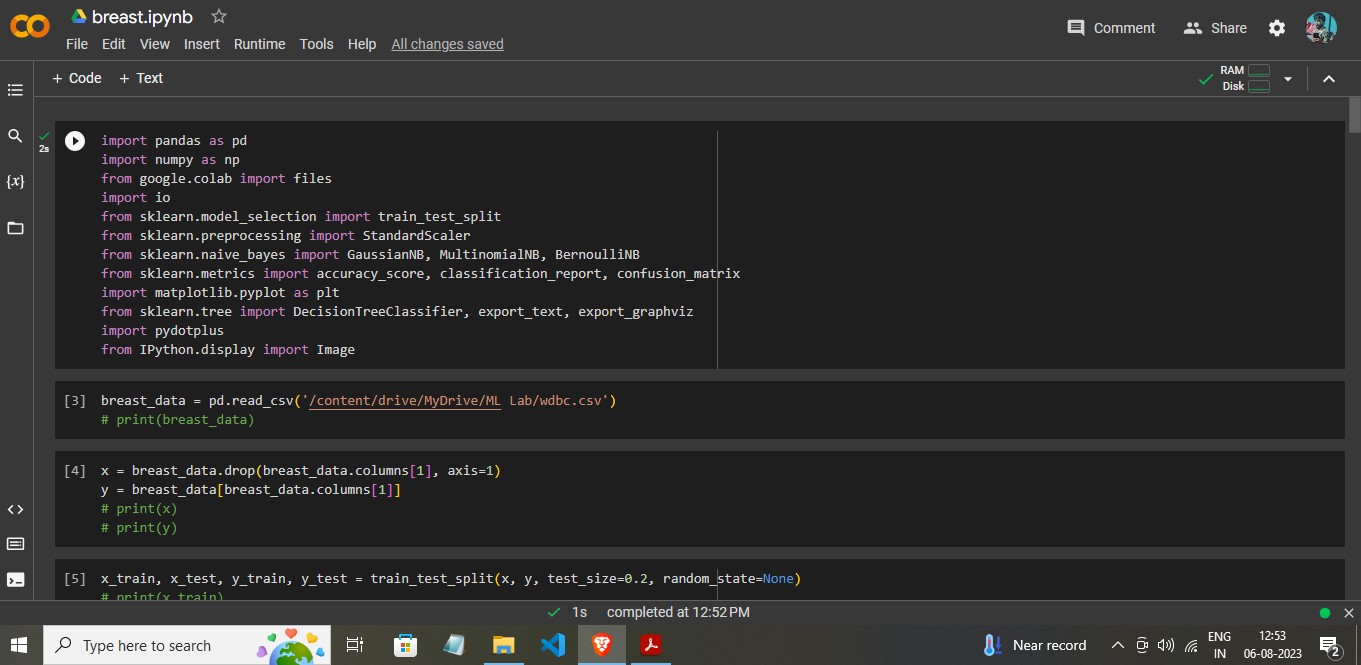 breast.ipynb
File Edit View Insert Runtime Tools Help All changes saved
Comment Share
+ Code + Text
RAM
Disk
2s
import pandas as pd
import numpy as np
from google.colab import files
import io
from sklearn.model_selection import train_test_split
from sklearn.preprocessing import StandardScaler
from sklearn.naive_bayes import GaussianNB, MultinomialNB, BernoulliNB
from sklearn.metrics import accuracy_score, classification_report, confusion_matrix
import matplotlib.pyplot as plt
from sklearn.tree import DecisionTreeClassifier, export_text, export_graphviz
import pydotplus
from IPython.display import Image
[3] breast_data = pd.read_csv('/content/drive/MyDrive/ML Lab/wdbc.csv')
# print(breast_data)
[4] x = breast_data.drop(breast_data.columns[1], axis=1)
y = breast_data[breast_data.columns[1]]
# print(x)
# print(y)
[5] x_train, x_test, y_train, y_test = train_test_split(x, y, test_size=0.2, random_state=None)
# print(x_train)
1s completed at 12:52 PM
Type here to search
Near record
ENG
IN
12:53
06-08-2023
2